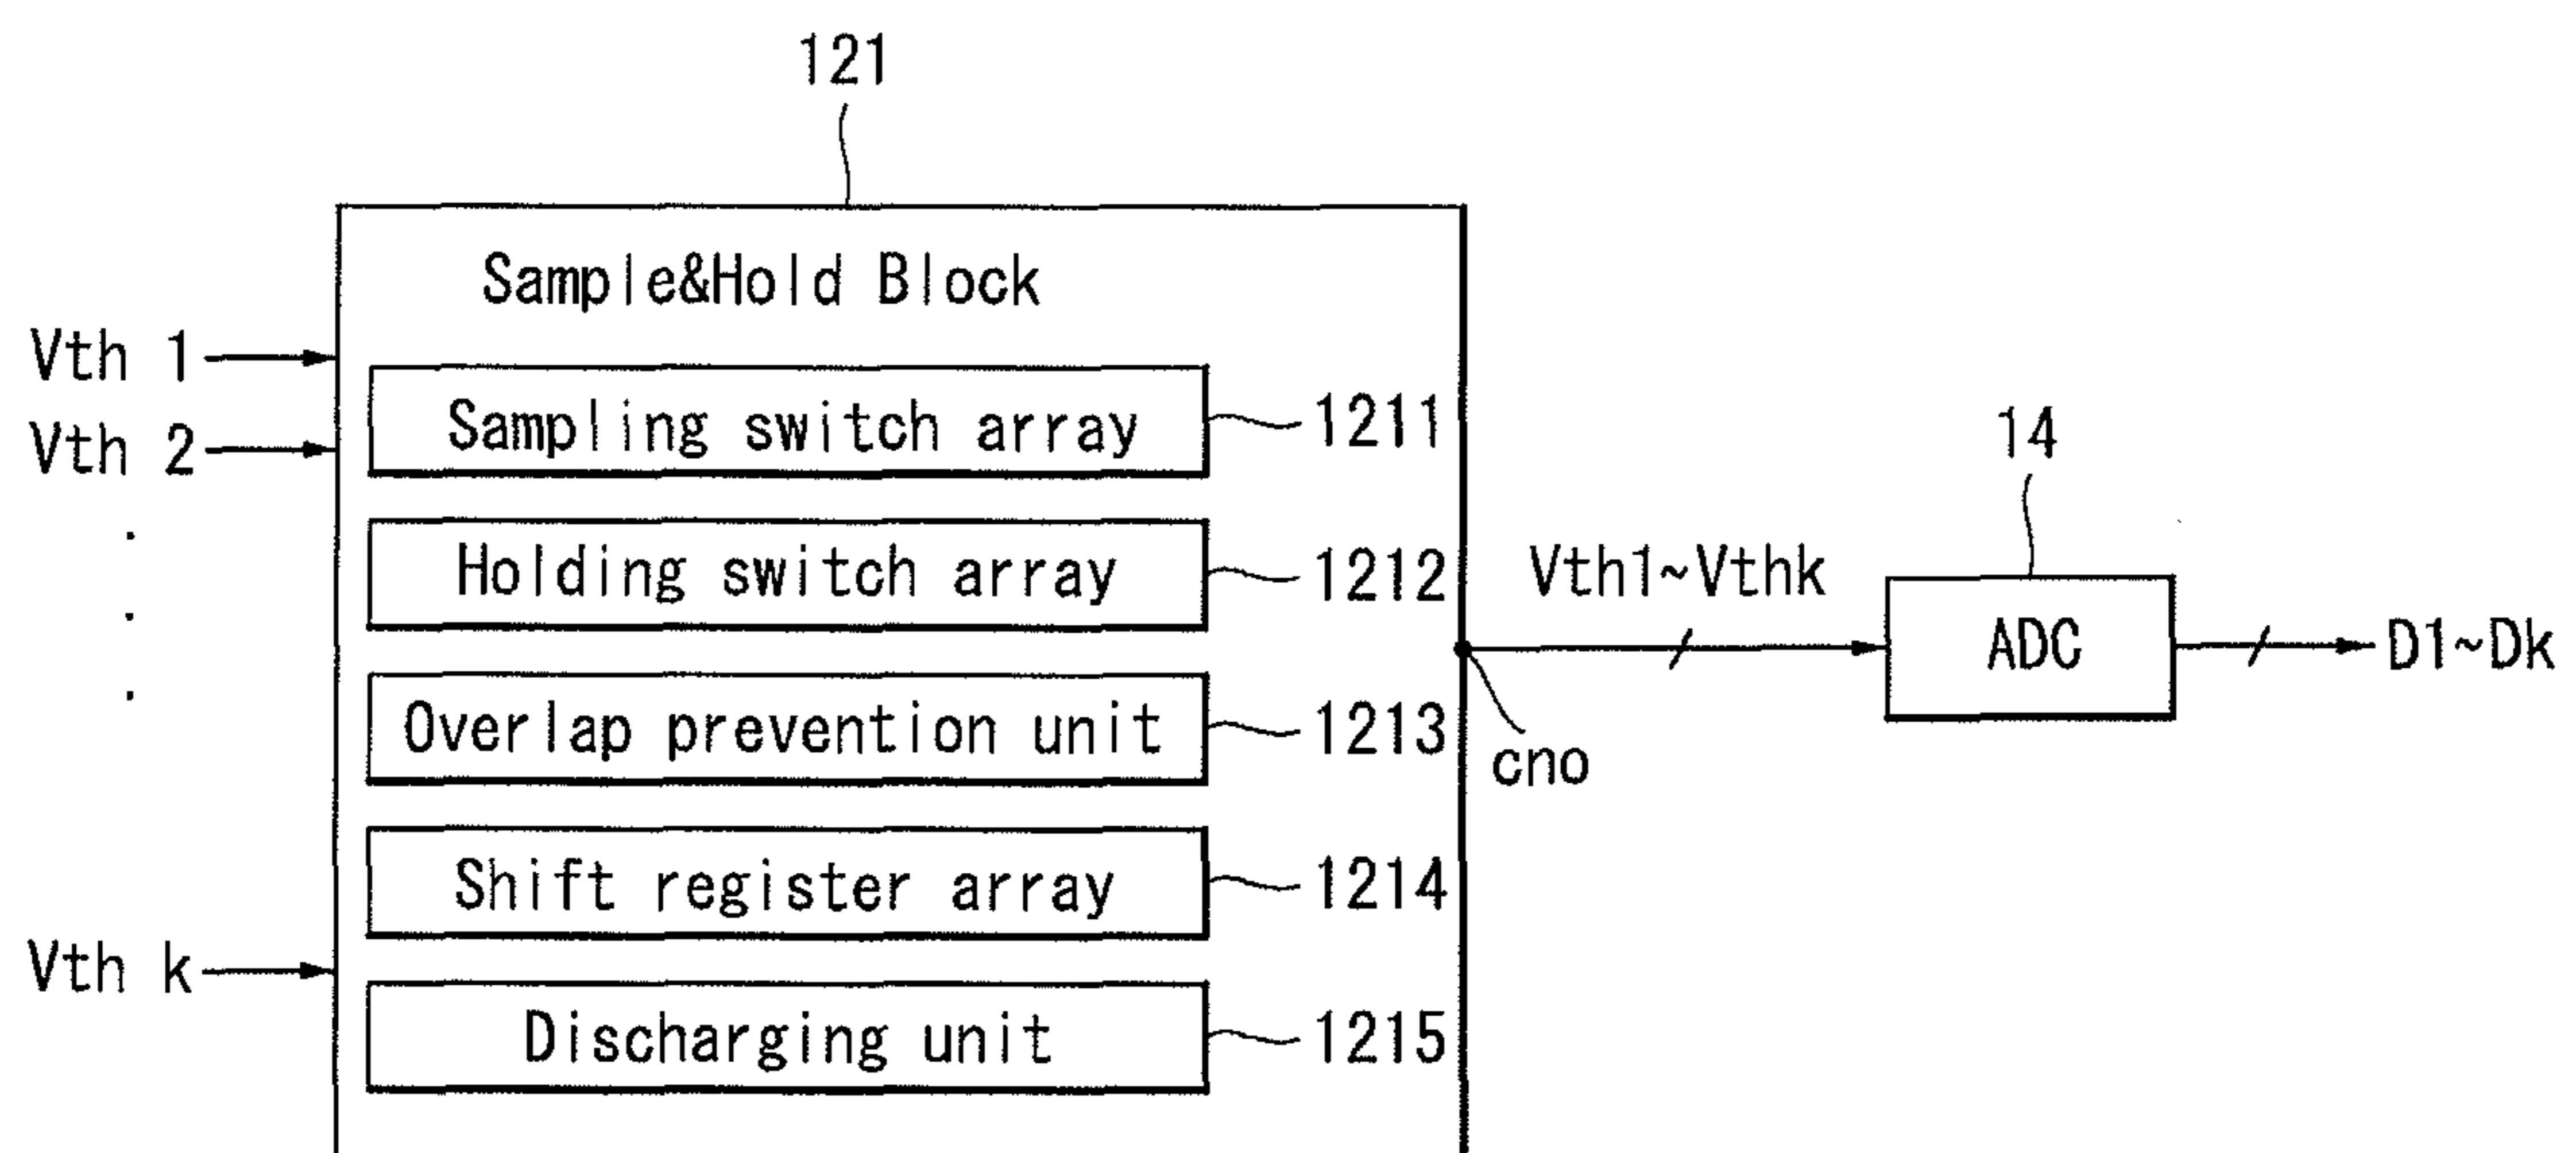 121
Sample&Hold Block
Vth 1
Sampling switch array
1211
Vth 2
14
Holding switch array
1212
Vth1~Vthk
ADC
D1~Dk
Overlap prevention unit
1213
cno
Shift register array
1214
Vth k
Discharging unit
1215